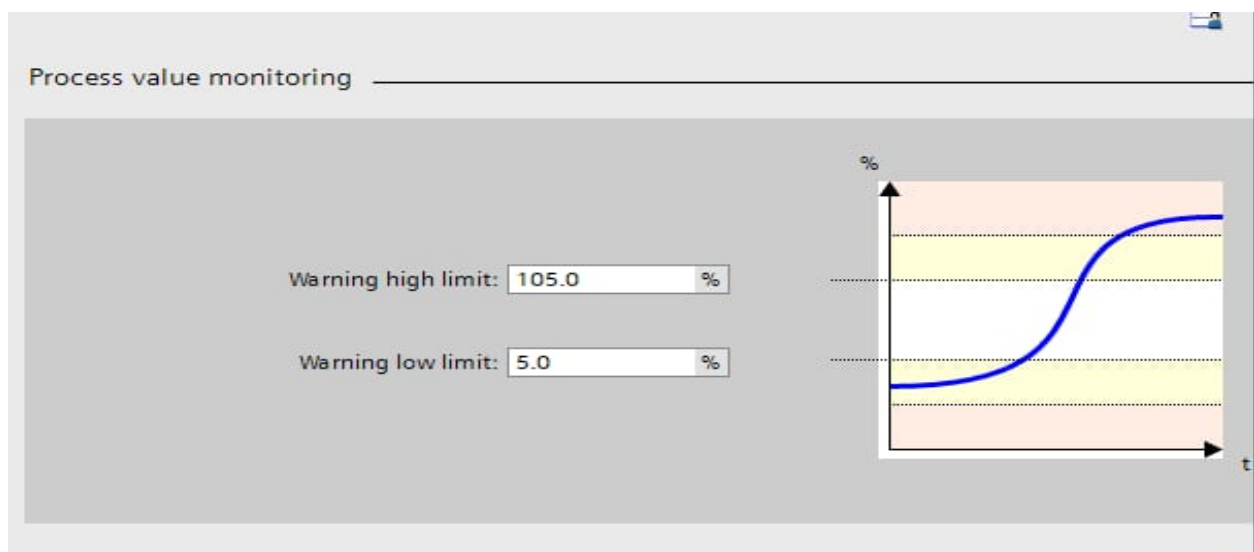 Process value monitoring
%
Warning high limit: 105.0 %
Warning low limit: 5.0 %
t